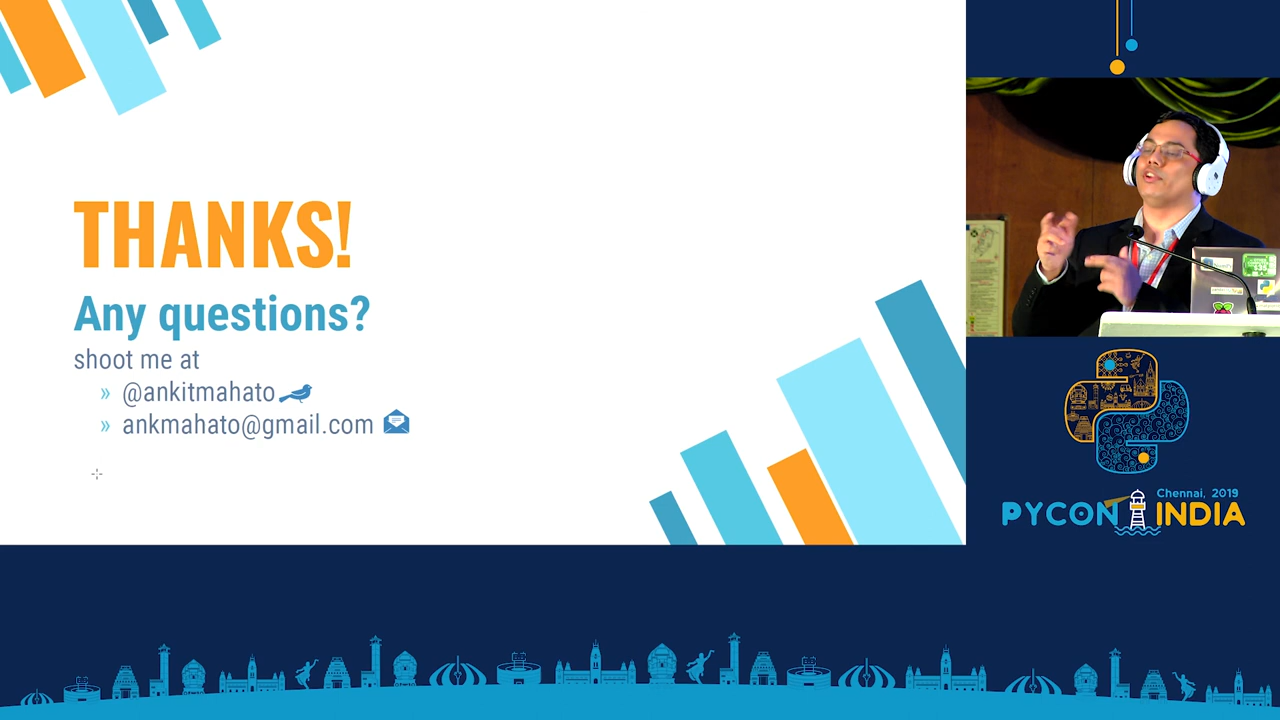 THANKS!
Any questions?
shoot me at
» @ankitmahato
» ankmahato@gmail.com
Chennai, 2019
PYCON INDIA